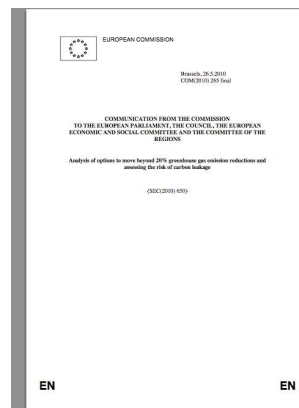 EUROPEAN COMMISSION
Brussels, 26.5.2010
COM(2010) 265 final
COMMUNICATION FROM THE COMMISSION
TO THE EUROPEAN PARLIAMENT, THE COUNCIL, THE EUROPEAN
ECONOMIC AND SOCIAL COMMITTEE AND THE COMMITTEE OF THE
REGIONS
Analysis of options to move beyond 20% greenhouse gas emission reductions and
assessing the risk of carbon leakage
{SEC(2010) 650}
EN EN